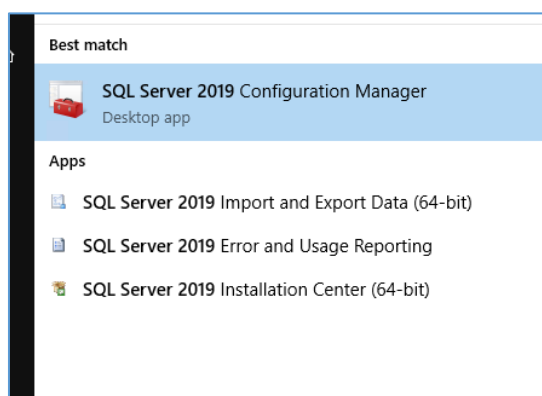 Best match
SQL Server 2019 Configuration Manager
Desktop app
Apps
SQL Server 2019 Import and Export Data (64-bit)
SQL Server 2019 Error and Usage Reporting
SQL Server 2019 Installation Center (64-bit)